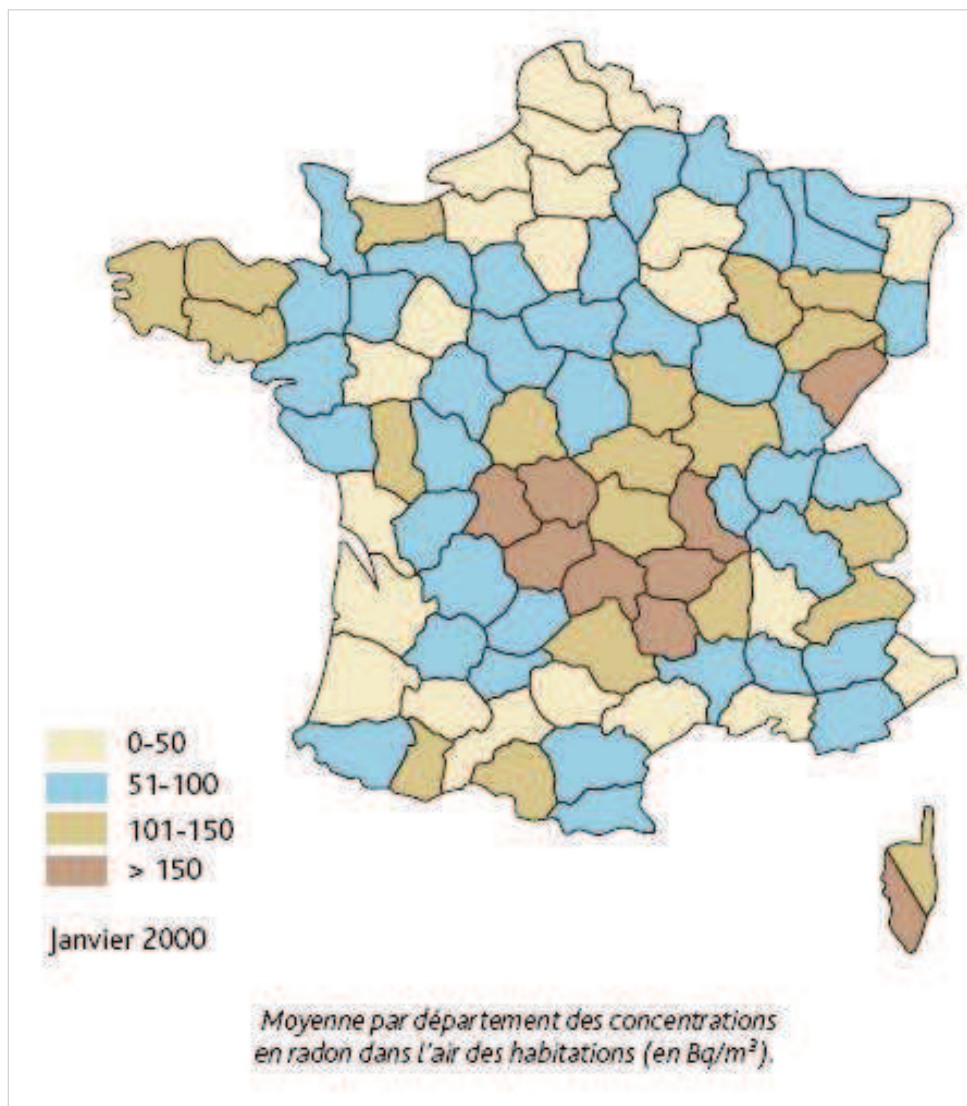 0-50
51-100
101-150
> 150
Janvier 2000
Moyenne par département des concentrations
en radon dans l'air des habitations (en Bq/m³).